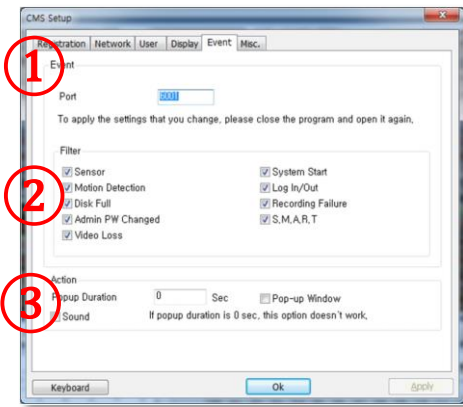 CMS Setup
Registration Network User Display Event Misc.
1
Event
Port 6001
To apply the settings that you change, please close the program and open it again,
Filter
Sensor System Start
2
Motion Detection Log In/Out
Disk Full Recording Failure
Admin PW Changed S,M,A,R,T
Video Loss
Action
3
Popup Duration 0 Sec Pop-up Window
Sound If popup duration is 0 sec, this option doesn't work,
Keyboard Ok Apply